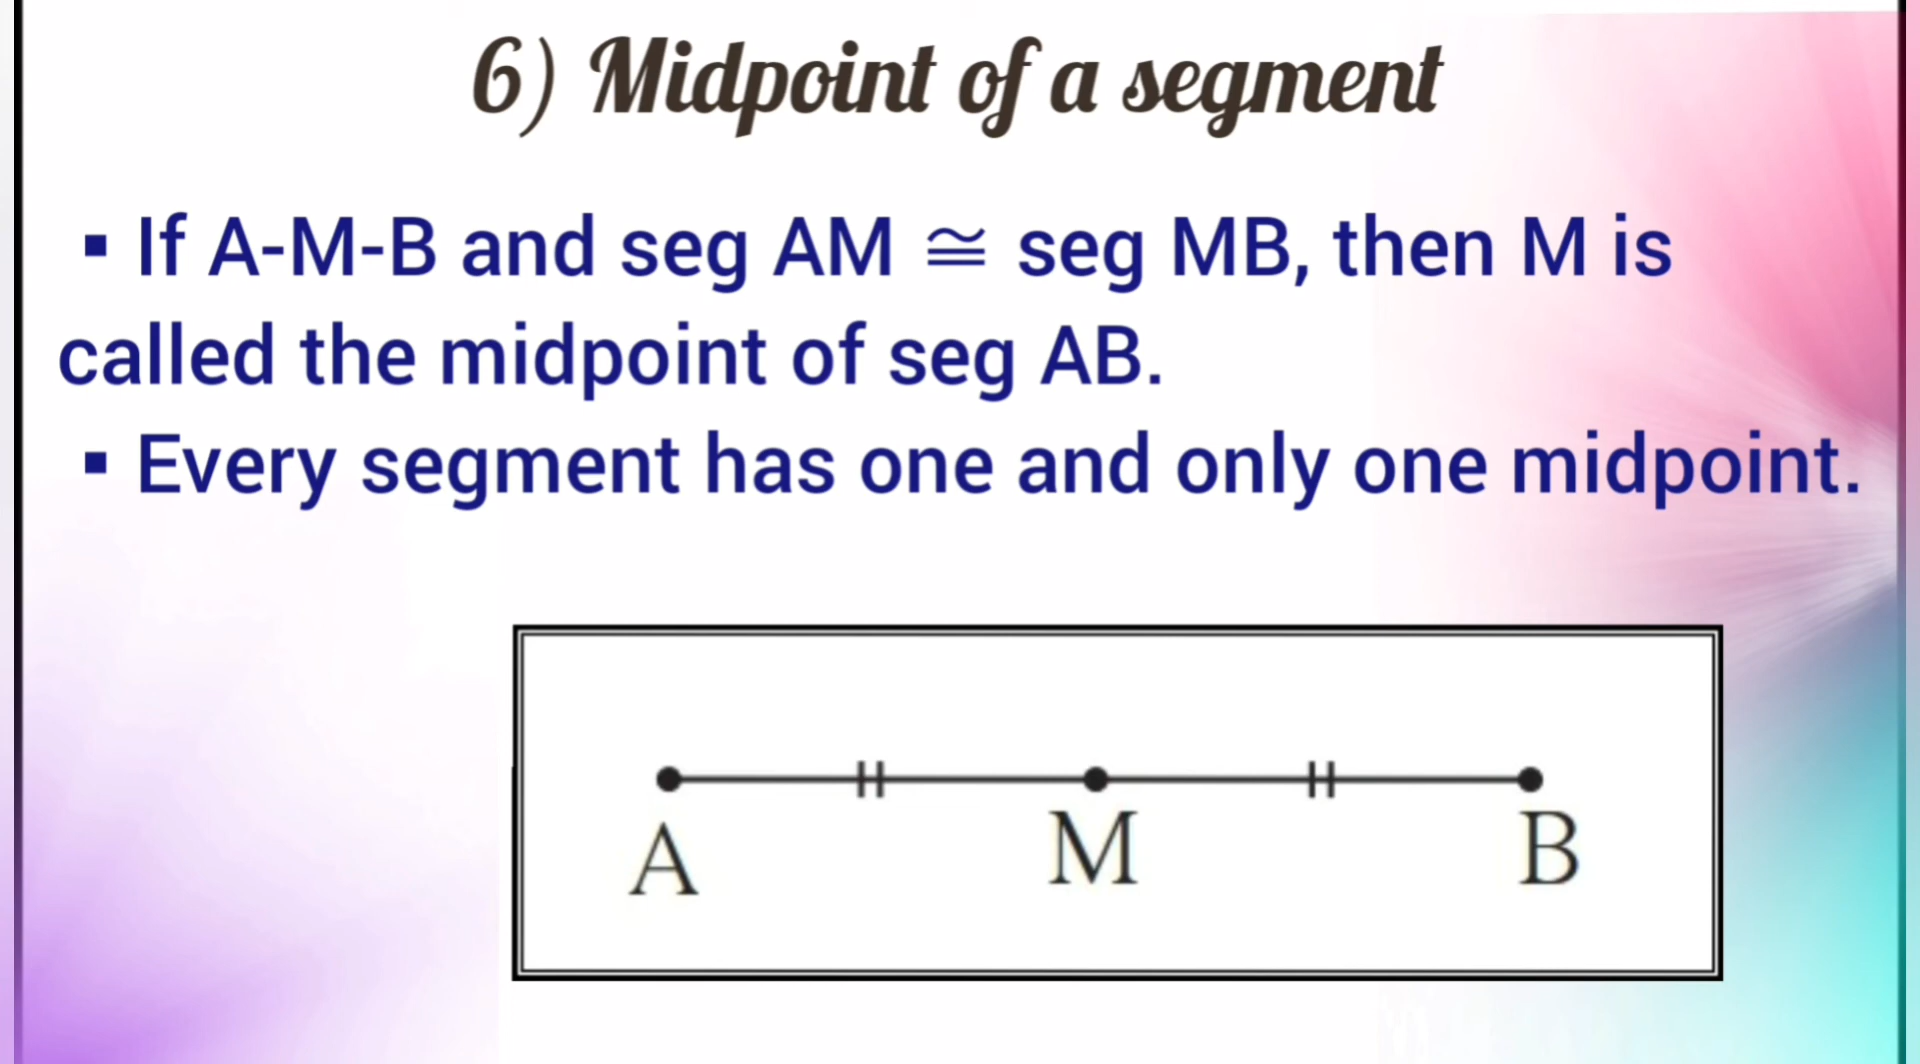 6) Midpoint of a segment
▪ If A-M-B and seg AM ≅ seg MB, then M is
called the midpoint of seg AB.
▪ Every segment has one and only one midpoint.
A M B